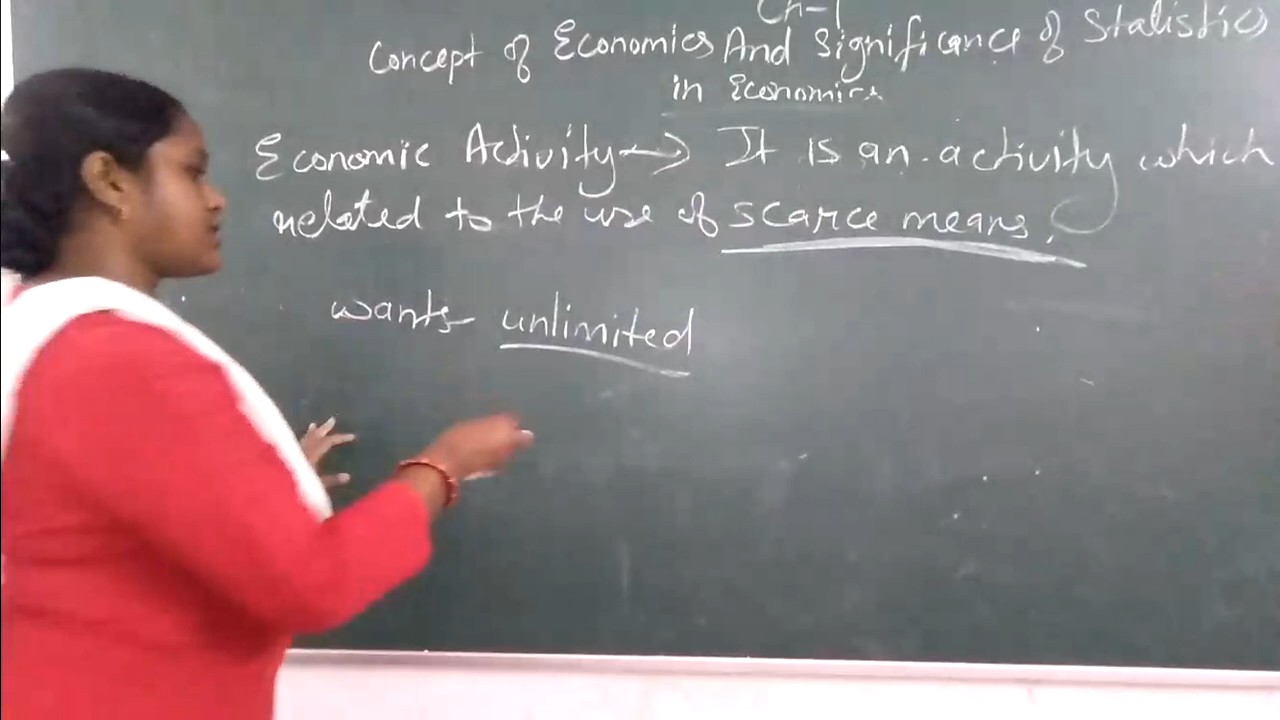 Ch-1
Concept of Economics And Significance of Statistics
in Economics
Economic Activity → It is an activity which
related to the use of scarce means.
wants unlimited